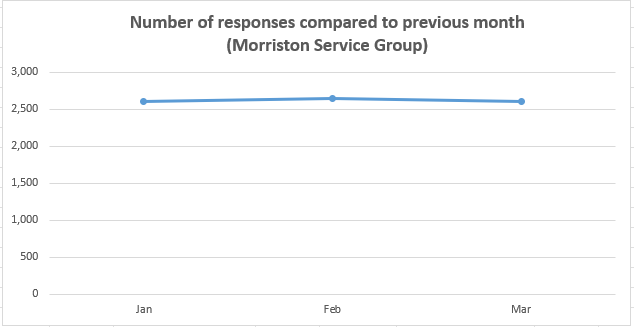 Number of responses compared to previous month
(Morriston Service Group)
3,000
2,500
2,000
1,500
1,000
500
0
Jan Feb Mar